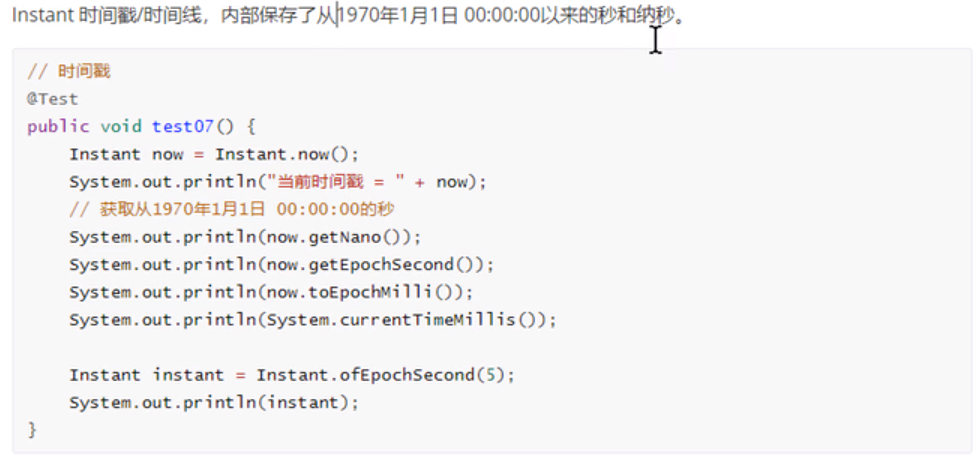 Instant 时间戳/时间线，内部保存了从1970年1月1日 00:00:00以来的秒和纳秒。
// 时间戳
@Test
public void test07() {
    Instant now = Instant.now();
    System.out.println("当前时间戳 = " + now);
    // 获取从1970年1月1日 00:00:00的秒
    System.out.println(now.getNano());
    System.out.println(now.getEpochSecond());
    System.out.println(now.toEpochMilli());
    System.out.println(System.currentTimeMillis());
    Instant instant = Instant.ofEpochSecond(5);
    System.out.println(instant);
}